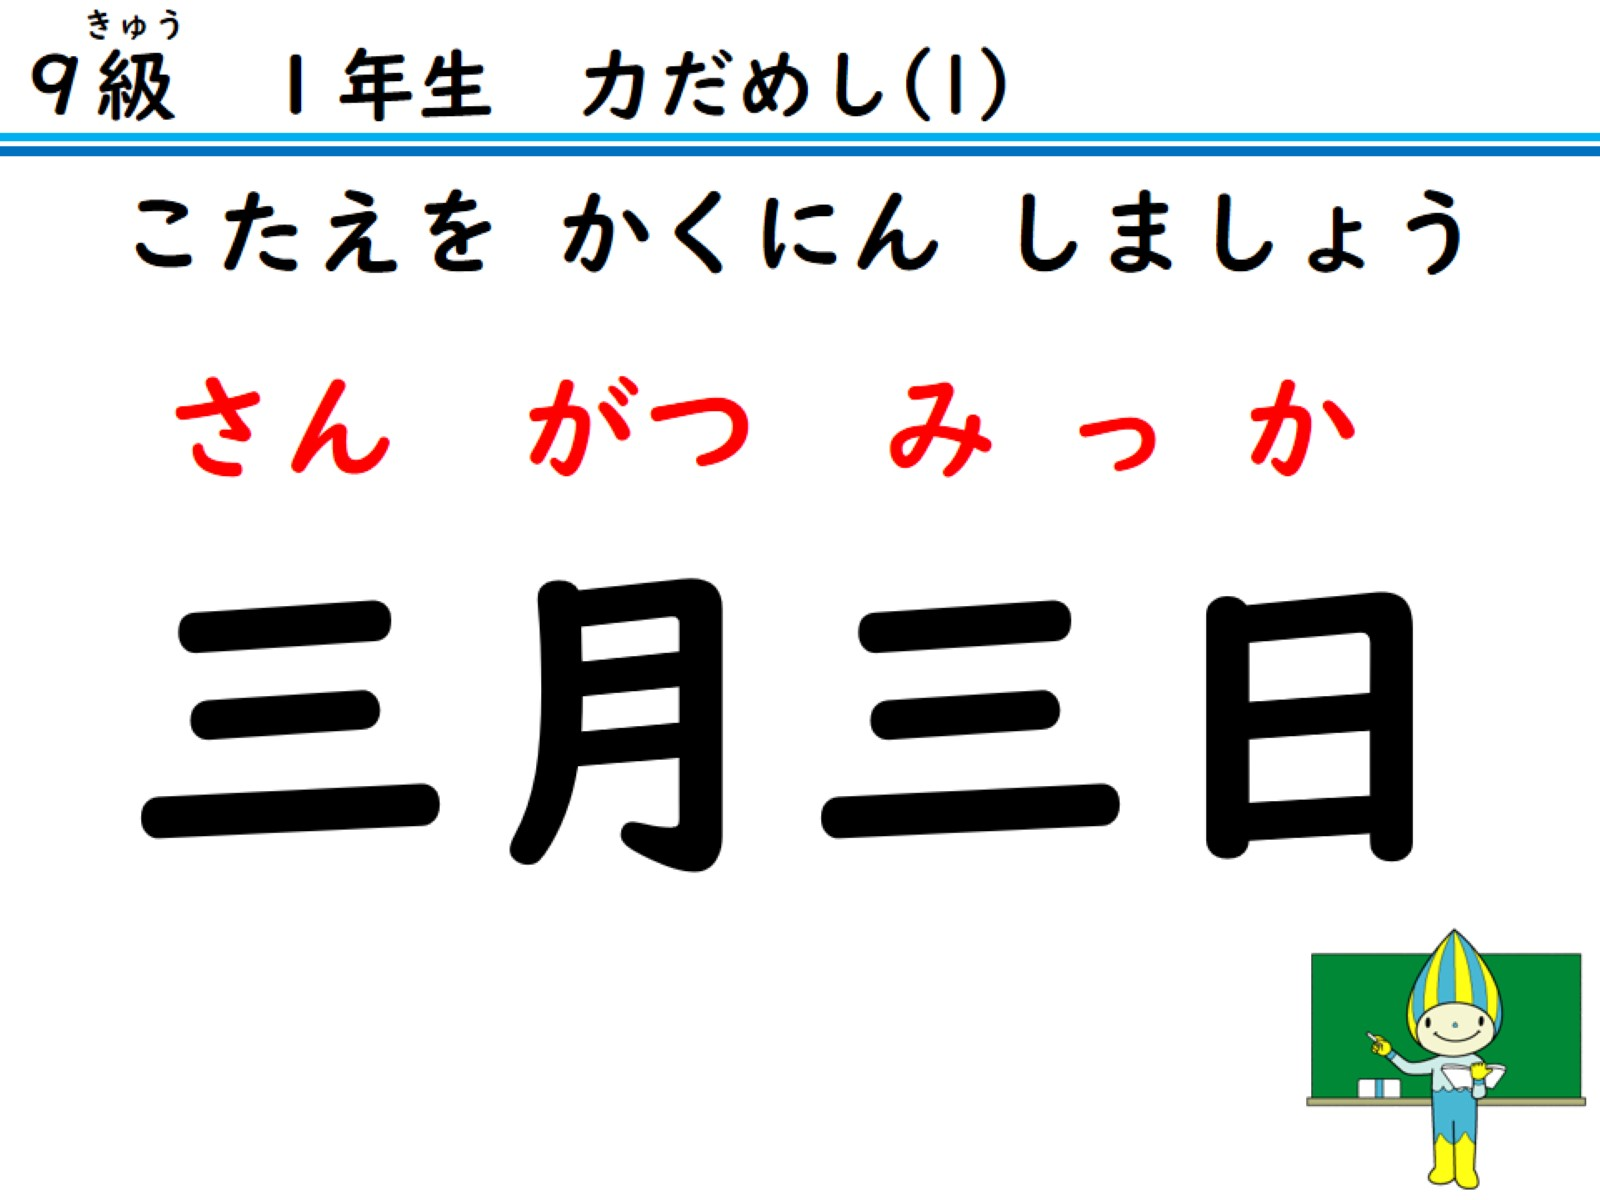 きゅう
９級　１年生　力だめし(１)
こたえを かくにん しましょう
さん　がつ　みっか
三月三日